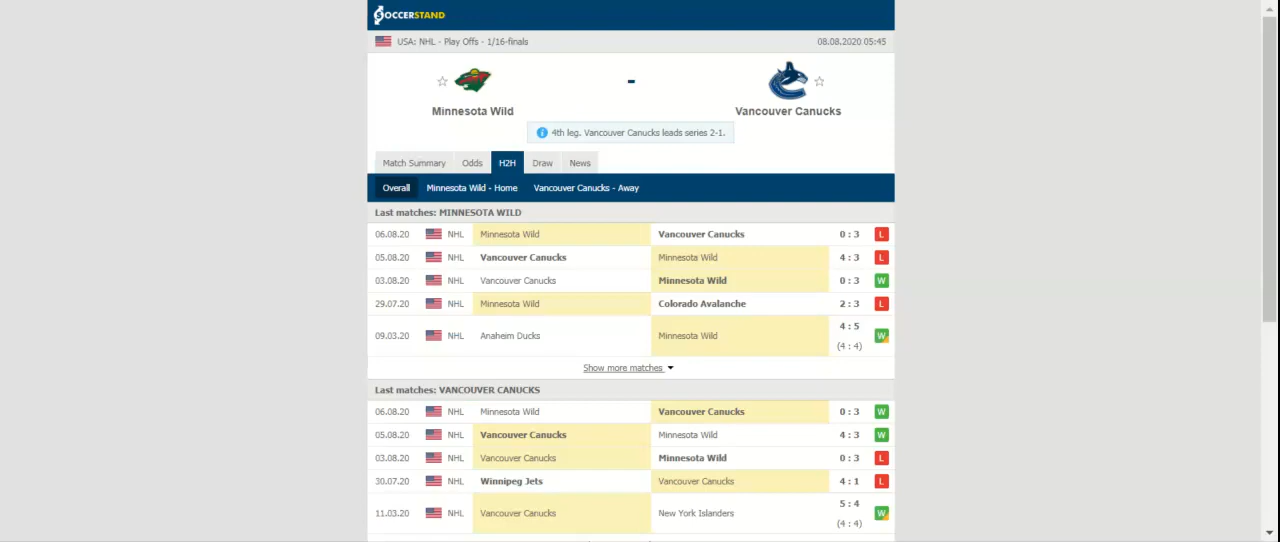 SOCCERSTAND
USA: NHL - Play Offs - 1/16-finals 08.08.2020 05:45
-
Minnesota Wild Vancouver Canucks
4th leg. Vancouver Canucks leads series 2-1.
Match Summary Odds H2H Draw News
Overall Minnesota Wild - Home Vancouver Canucks - Away
Last matches: MINNESOTA WILD
06.08.20 NHL Minnesota Wild Vancouver Canucks 0 : 3 L
05.08.20 NHL Vancouver Canucks Minnesota Wild 4 : 3 L
03.08.20 NHL Vancouver Canucks Minnesota Wild 0 : 3 W
29.07.20 NHL Minnesota Wild Colorado Avalanche 2 : 3 L
09.03.20 NHL Anaheim Ducks Minnesota Wild 4 : 5 (4 : 4) W
Show more matches
Last matches: VANCOUVER CANUCKS
06.08.20 NHL Minnesota Wild Vancouver Canucks 0 : 3 W
05.08.20 NHL Vancouver Canucks Minnesota Wild 4 : 3 W
03.08.20 NHL Vancouver Canucks Minnesota Wild 0 : 3 L
30.07.20 NHL Winnipeg Jets Vancouver Canucks 4 : 1 L
11.03.20 NHL Vancouver Canucks New York Islanders 5 : 4 (4 : 4) W